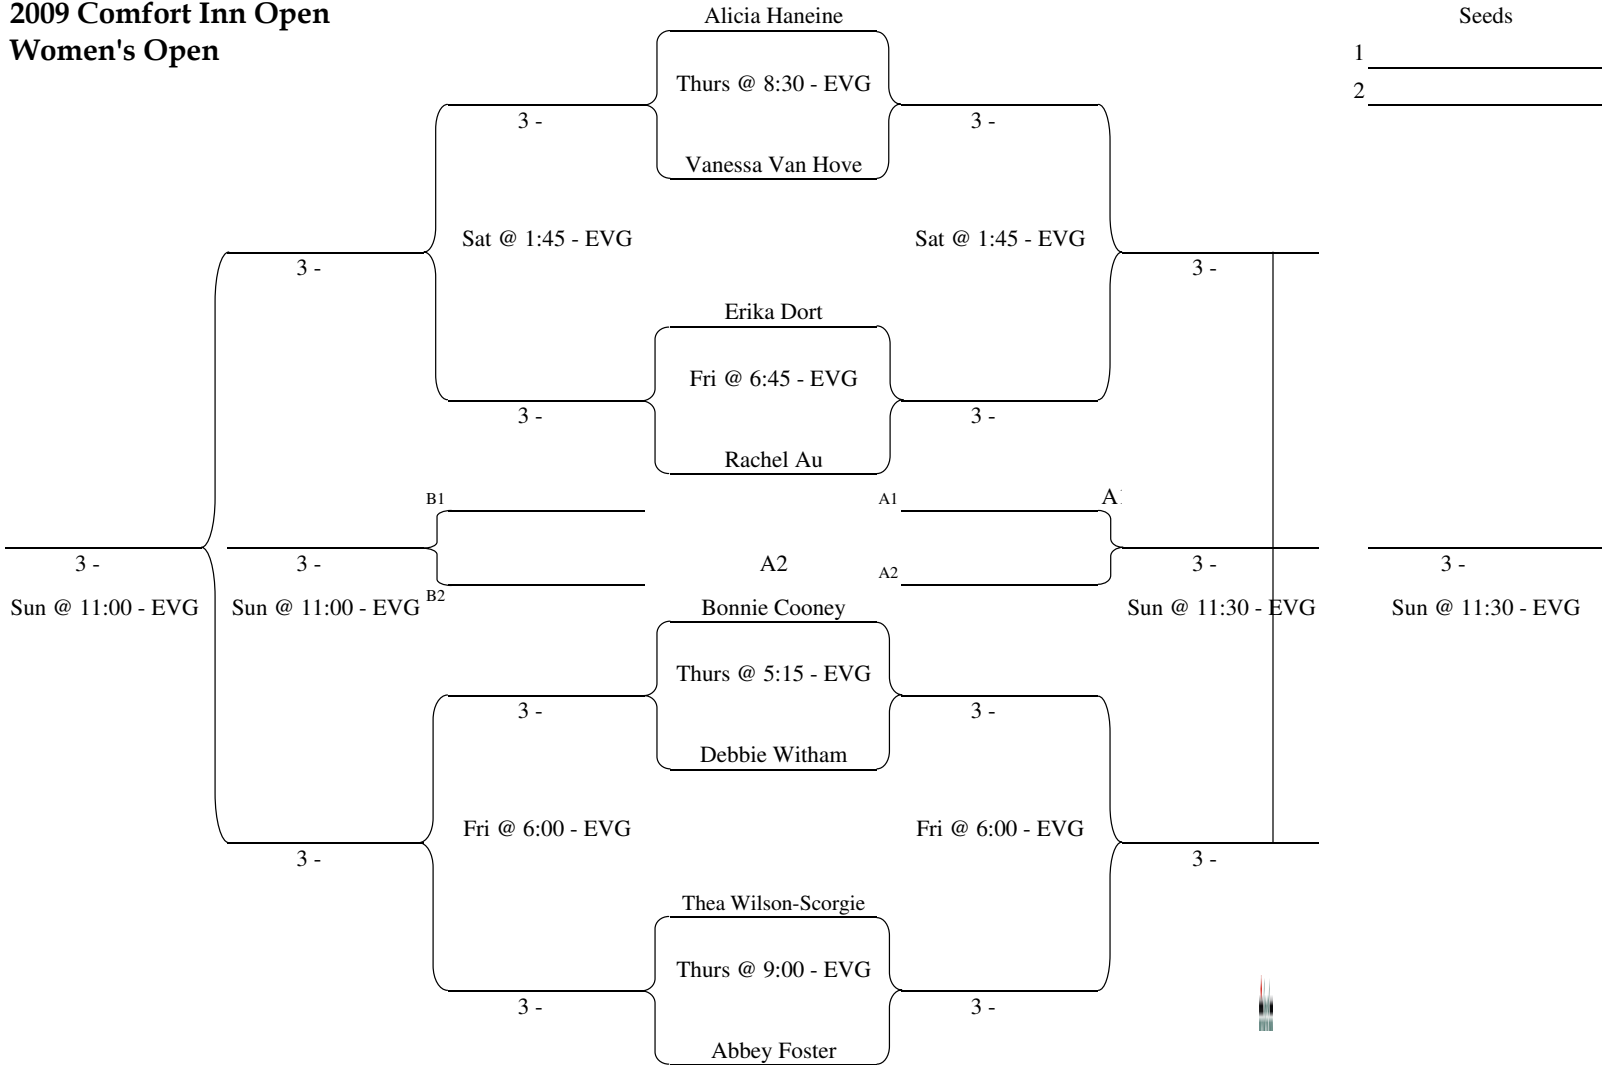 2009 Comfort Inn Open
Women's Open
Alicia Haneine
Seeds
1
2
Thurs @ 8:30 - EVG
3 -
3 -
Vanessa Van Hove
Sat @ 1:45 - EVG
Sat @ 1:45 - EVG
3 -
3 -
Erika Dort
Fri @ 6:45 - EVG
3 -
3 -
Rachel Au
B1
A1
3 -
3 -
A2
B2
A2
3 -
3 -
Sun @ 11:00 - EVG
Sun @ 11:00 - EVG
Bonnie Cooney
Sun @ 11:30 - EVG
Sun @ 11:30 - EVG
Thurs @ 5:15 - EVG
3 -
3 -
Debbie Witham
Fri @ 6:00 - EVG
Fri @ 6:00 - EVG
3 -
3 -
Thea Wilson-Scorgie
Thurs @ 9:00 - EVG
3 -
3 -
Abbey Foster